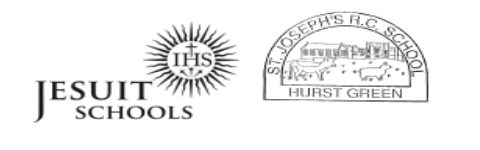 IHS
JESUIT
SCHOOLS
ST. JOSEPH'S R.C. SCHOOL
HURST GREEN